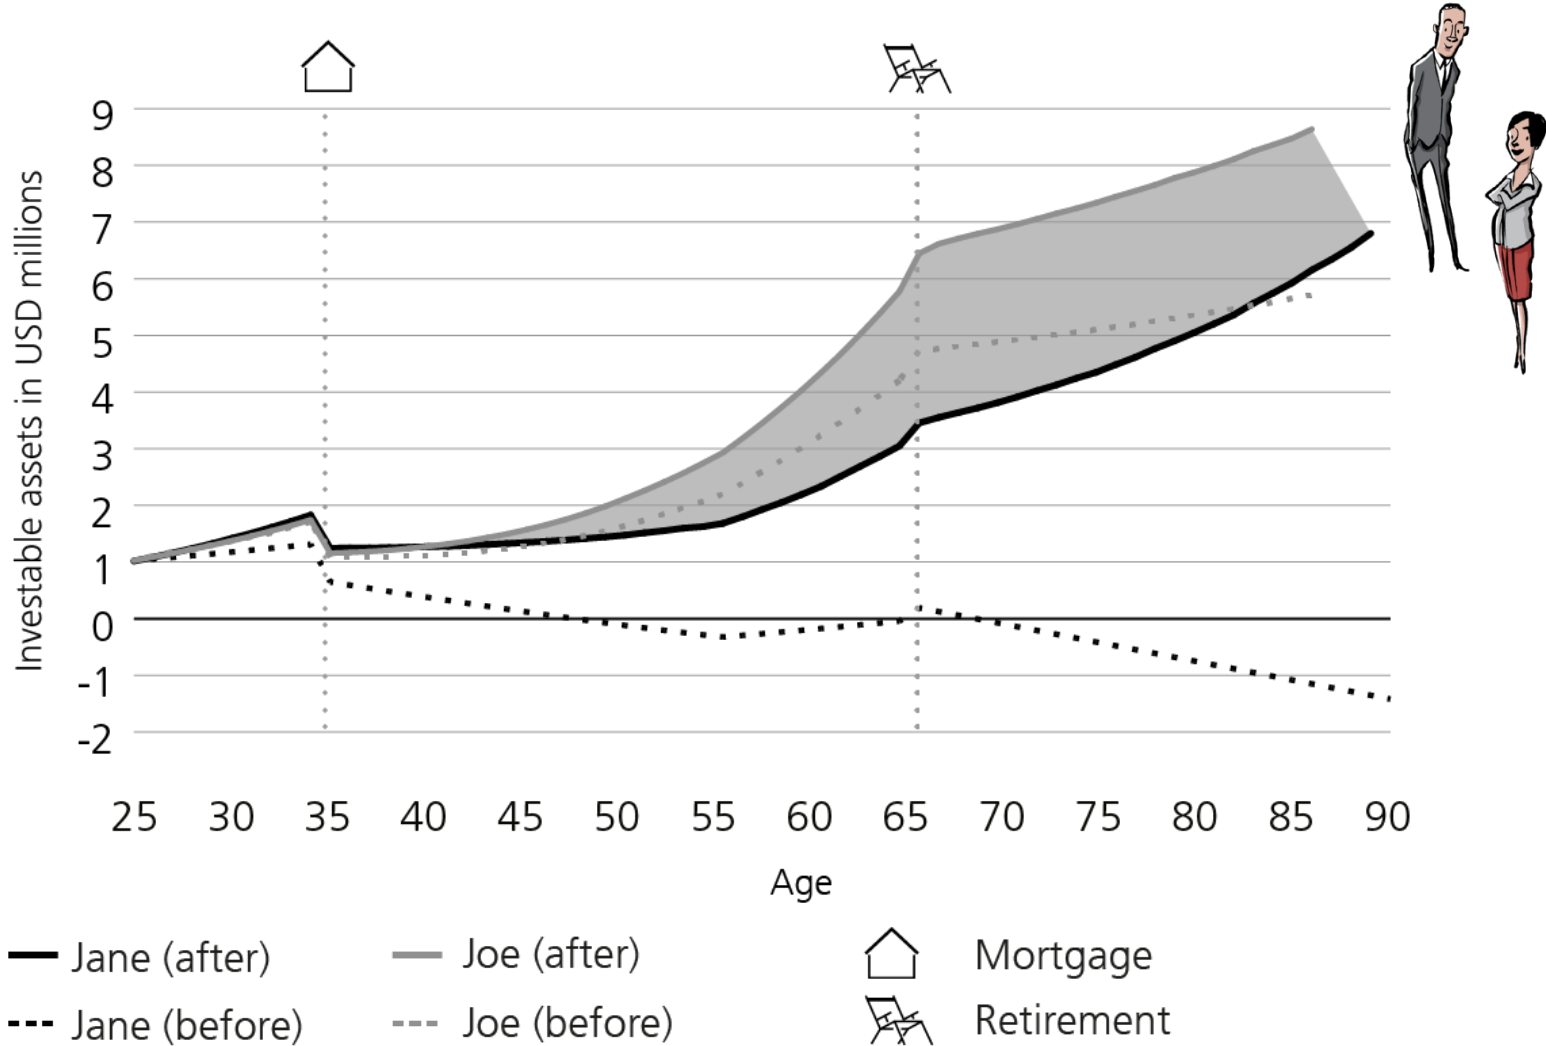 Investable assets in USD millions
9
8
7
6
5
4
3
2
1
0
-1
-2
25 30 35 40 45 50 55 60 65 70 75 80 85 90
Age
Jane (after) Joe (after) Mortgage
Jane (before) Joe (before) Retirement